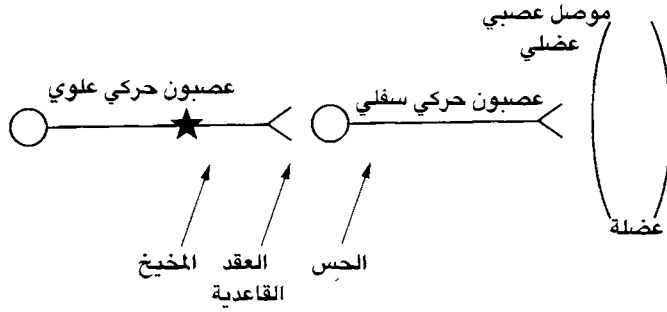 موصل عصبي
عضلي
عصبون حركي علوي
عصبون حركي سفلي
عضلة
الحس
العقد
القاعدية
المخيخ